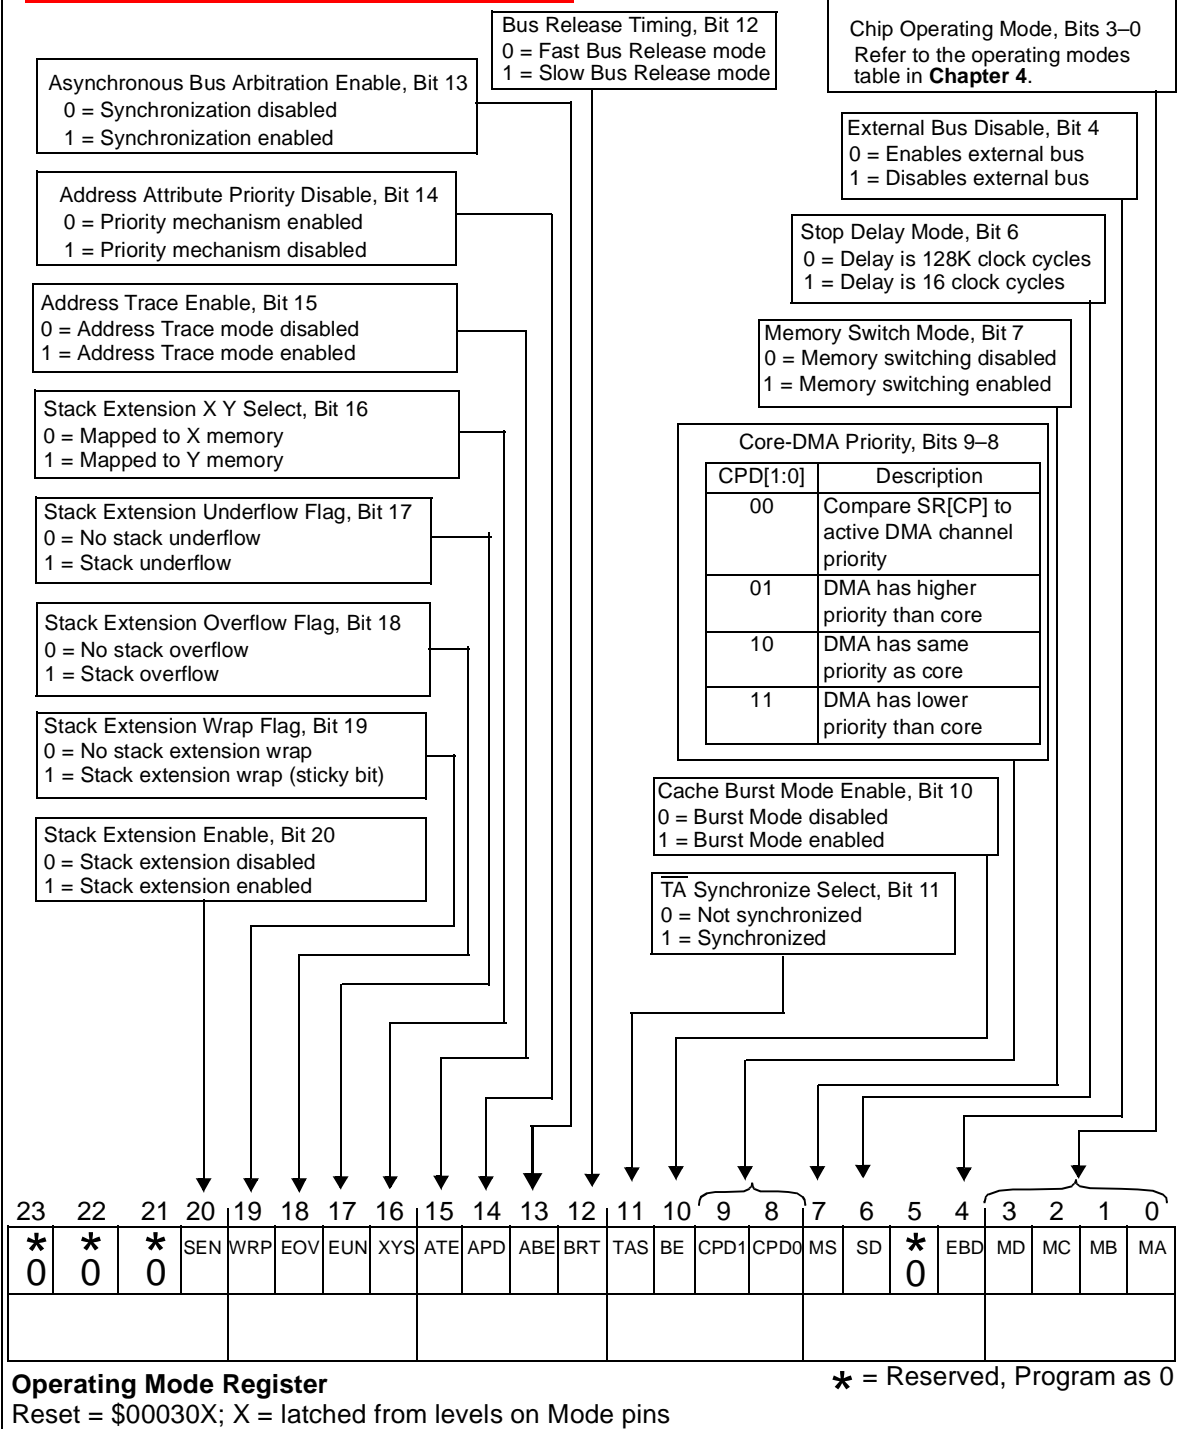 Bus Release Timing, Bit 12
0 = Fast Bus Release mode
1 = Slow Bus Release mode
Chip Operating Mode, Bits 3–0
Refer to the operating modes
table in Chapter 4.
Asynchronous Bus Arbitration Enable, Bit 13
0 = Synchronization disabled
1 = Synchronization enabled
External Bus Disable, Bit 4
0 = Enables external bus
1 = Disables external bus
Address Attribute Priority Disable, Bit 14
0 = Priority mechanism enabled
1 = Priority mechanism disabled
Stop Delay Mode, Bit 6
0 = Delay is 128K clock cycles
1 = Delay is 16 clock cycles
Address Trace Enable, Bit 15
0 = Address Trace mode disabled
1 = Address Trace mode enabled
Memory Switch Mode, Bit 7
0 = Memory switching disabled
1 = Memory switching enabled
Stack Extension X Y Select, Bit 16
0 = Mapped to X memory
1 = Mapped to Y memory
Core-DMA Priority, Bits 9–8
CPD[1:0] Description
00 Compare SR[CP] to
active DMA channel
priority
01 DMA has higher
priority than core
10 DMA has same
priority as core
11 DMA has lower
priority than core
Stack Extension Underflow Flag, Bit 17
0 = No stack underflow
1 = Stack underflow
Stack Extension Overflow Flag, Bit 18
0 = No stack overflow
1 = Stack overflow
Stack Extension Wrap Flag, Bit 19
0 = No stack extension wrap
1 = Stack extension wrap (sticky bit)
Cache Burst Mode Enable, Bit 10
0 = Burst Mode disabled
1 = Burst Mode enabled
Stack Extension Enable, Bit 20
0 = Stack extension disabled
1 = Stack extension enabled
T̅A̅ Synchronize Select, Bit 11
0 = Not synchronized
1 = Synchronized
23 22 21 20 19 18 17 16 15 14 13 12 11 10 9 8 7 6 5 4 3 2 1 0
* * * SEN WRP EOV EUN XYS ATE APD ABE BRT TAS BE CPD1 CPD0 MS SD * EBD MD MC MB MA
0 0 0 0
Operating Mode Register
* = Reserved, Program as 0
Reset = $00030X; X = latched from levels on Mode pins